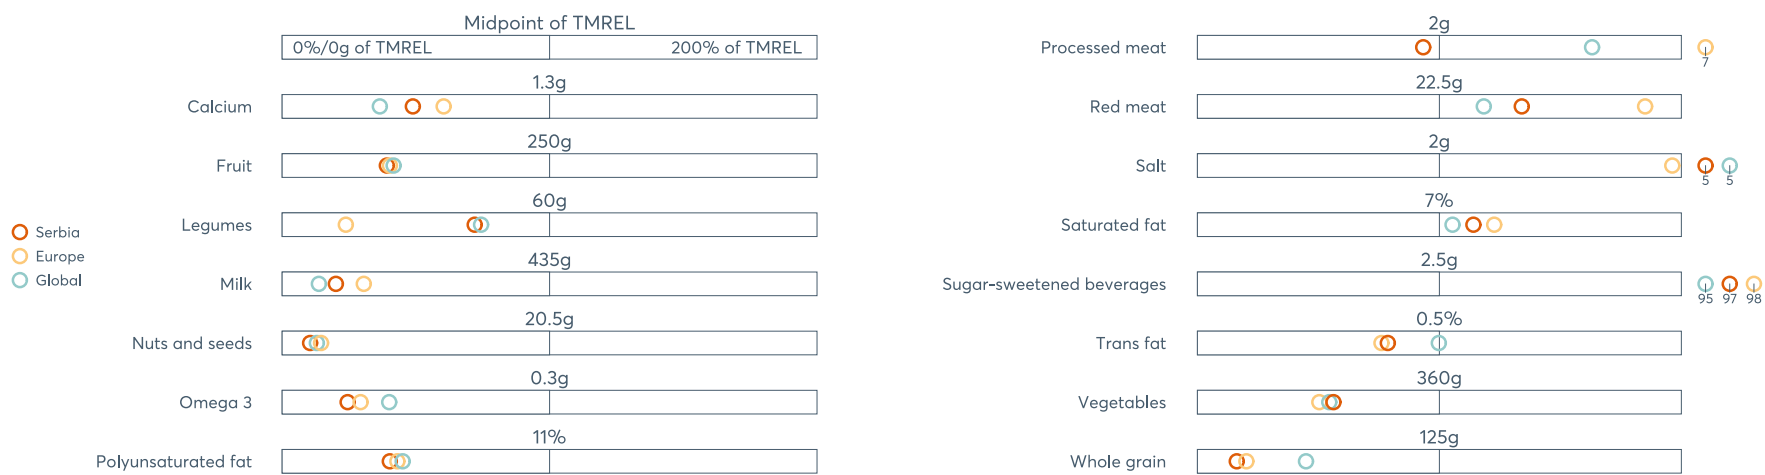 Midpoint of TMREL
0%/0g of TMREL 200% of TMREL
1.3g
Calcium
250g
Fruit
60g
Legumes
435g
Milk
20.5g
Nuts and seeds
0.3g
Omega 3
11%
Polyunsaturated fat
Serbia
Europe
Global
2g
Processed meat
7
22.5g
Red meat
2g
Salt
5 5
7%
Saturated fat
2.5g
Sugar-sweetened beverages
95 97 98
0.5%
Trans fat
360g
Vegetables
125g
Whole grain